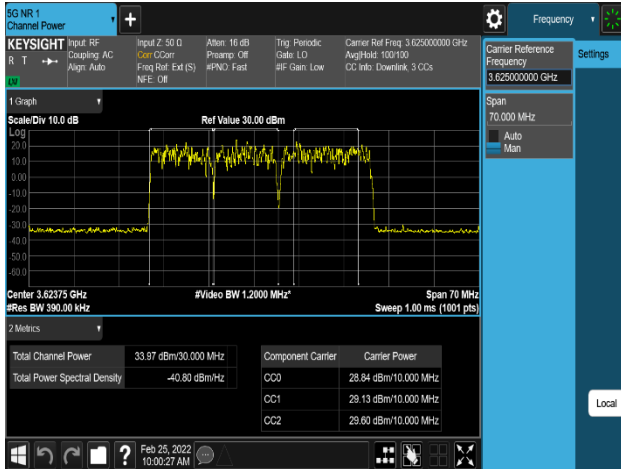 5G NR 1
Channel Power
+
Frequency
KEYSIGHT
R T
LXI
Input: RF
Coupling: AC
Align: Auto
Input Z: 50 Ω
Corr CCorr
Freq Ref: Ext (S)
NFE: Off
Atten: 16 dB
Preamp: Off
#PNO: Fast
Trig: Periodic
Gate: LO
#IF Gain: Low
Carrier Ref Freq: 3.625000000 GHz
Avg|Hold: 100/100
CC Info: Downlink, 3 CCs
Carrier Reference
Frequency
3.625000000 GHz
Settings
Span
70.000 MHz
Auto
Man
1 Graph
Scale/Div 10.0 dB
Ref Value 30.00 dBm
Log
20.0
10.0
0.00
-10.0
-20.0
-30.0
-40.0
-50.0
-60.0
Center 3.62375 GHz
#Video BW 1.2000 MHz*
Span 70 MHz
#Res BW 390.00 kHz
Sweep 1.00 ms (1001 pts)
2 Metrics
Total Channel Power 33.97 dBm/30.000 MHz
Total Power Spectral Density -40.80 dBm/Hz
Component Carrier Carrier Power
CC0 28.84 dBm/10.000 MHz
CC1 29.13 dBm/10.000 MHz
CC2 29.60 dBm/10.000 MHz
Local
?
Feb 25, 2022
10:00:27 AM